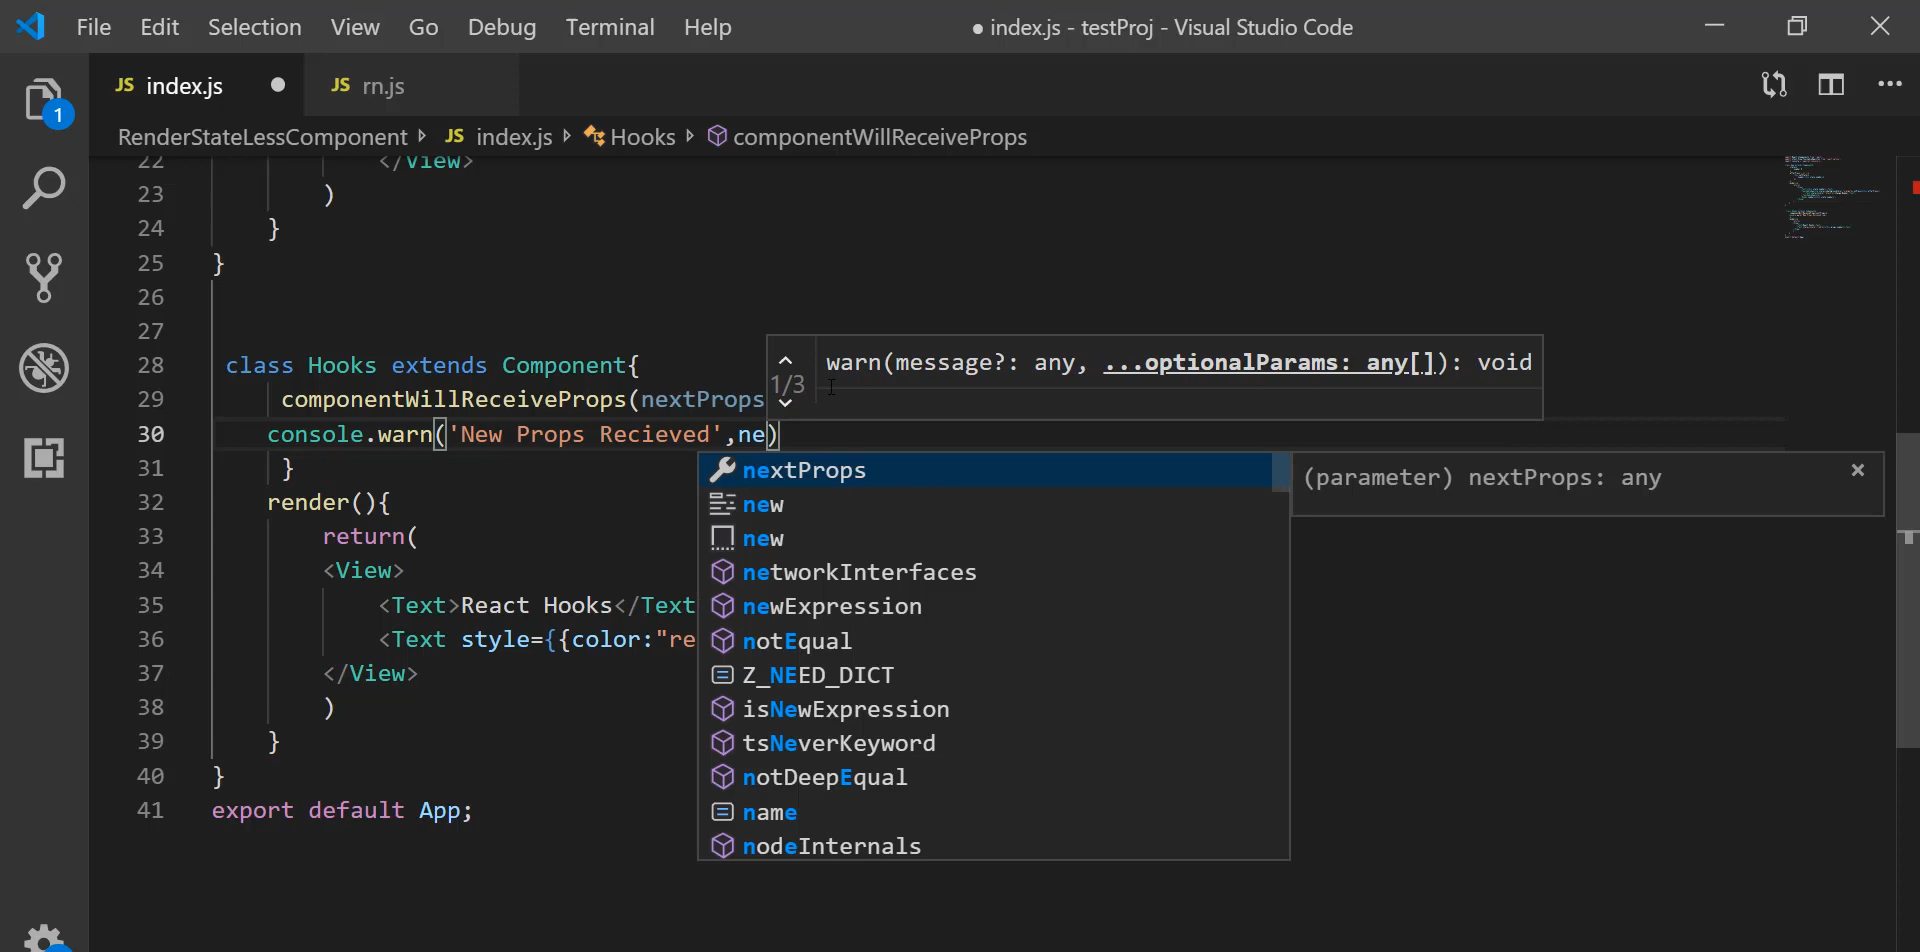 File Edit Selection View Go Debug Terminal Help ● index.js - testProj - Visual Studio Code
JS index.js JS rn.js
1
RenderStateLessComponent JS index.js Hooks componentWillReceiveProps
22 </View>
23 )
24 }
25 }
26
27
28 class Hooks extends Component{
29 componentWillReceiveProps(nextProps
1/3 warn(message?: any, ...optionalParams: any[]): void
30 console.warn('New Props Recieved',ne)
31 }
32 render(){
33 return(
34 <View>
35 <Text>React Hooks</Text
36 <Text style={{color:"re
37 </View>
38 )
39 }
40 }
41 export default App;
nextProps
new
new
networkInterfaces
newExpression
notEqual
Z_NEED_DICT
isNewExpression
tsNeverKeyword
notDeepEqual
name
nodeInternals
(parameter) nextProps: any